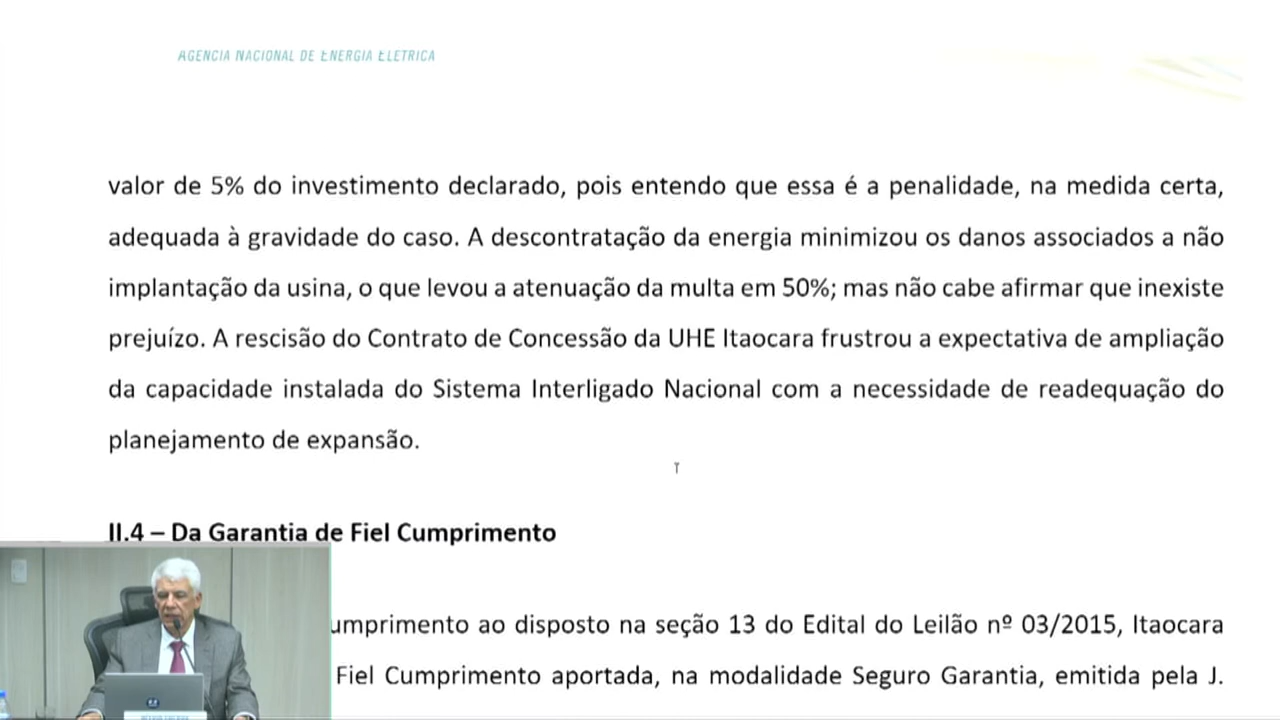 AGÊNCIA NACIONAL DE ENERGIA ELÉTRICA
valor de 5% do investimento declarado, pois entendo que essa é a penalidade, na medida certa,
adequada à gravidade do caso. A descontratação da energia minimizou os danos associados a não
implantação da usina, o que levou a atenuação da multa em 50%; mas não cabe afirmar que inexiste
prejuízo. A rescisão do Contrato de Concessão da UHE Itaocara frustrou a expectativa de ampliação
da capacidade instalada do Sistema Interligado Nacional com a necessidade de readequação do
planejamento de expansão.
II.4 – Da Garantia de Fiel Cumprimento
umprimento ao disposto na seção 13 do Edital do Leilão nº 03/2015, Itaocara
Fiel Cumprimento aportada, na modalidade Seguro Garantia, emitida pela J.